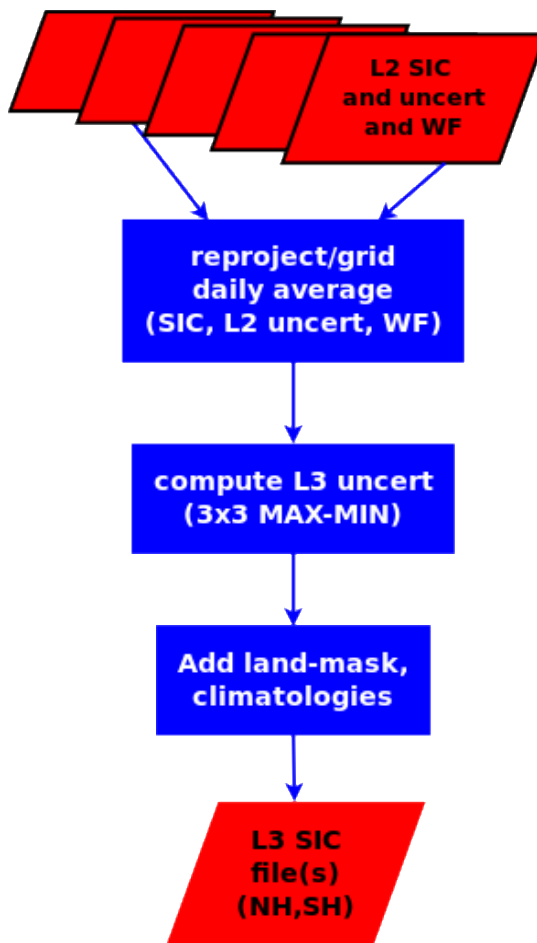 L2 SIC
and uncert
and WF
reproject/grid
daily average
(SIC, L2 uncert, WF)
compute L3 uncert
(3x3 MAX-MIN)
Add land-mask,
climatologies
L3 SIC
file(s)
(NH,SH)